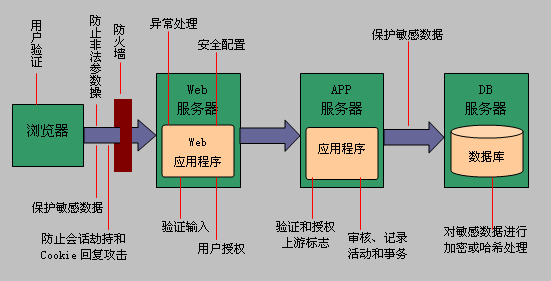 用户验证
防止非法参数操
防火墙
异常处理
安全配置
保护敏感数据
浏览器
Web
服务器
Web
应用程序
APP
服务器
应用程序
DB
服务器
数据库
保护敏感数据
防止会话劫持和
Cookie 回复攻击
验证输入
用户授权
验证和授权
上游标志
审核、记录
活动和事务
对敏感数据进行
加密或哈希处理